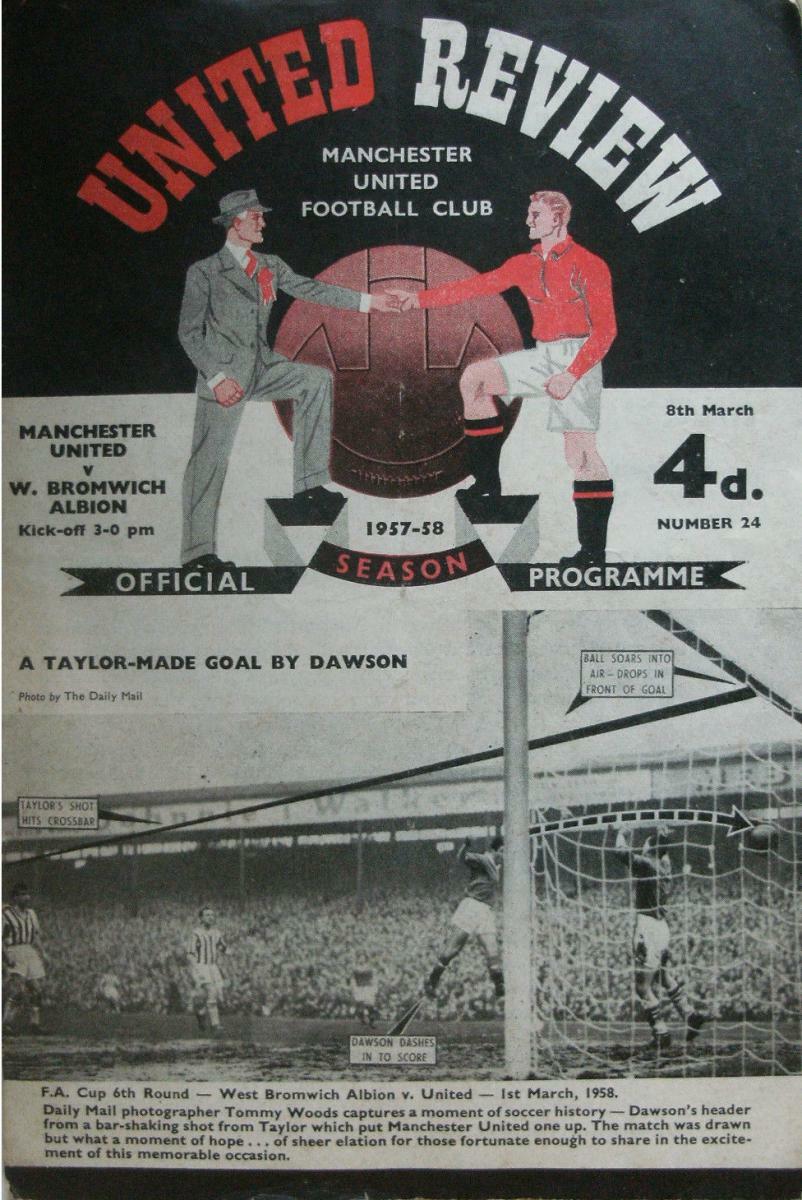 UNITED REVIEW
MANCHESTER
UNITED
FOOTBALL CLUB
MANCHESTER
UNITED
v
W. BROMWICH
ALBION
Kick-off 3-0 pm
8th March
4d.
NUMBER 24
1957-58
OFFICIAL SEASON PROGRAMME
A TAYLOR-MADE GOAL BY DAWSON
Photo by The Daily Mail
BALL SOARS INTO
AIR – DROPS IN
FRONT OF GOAL
TAYLOR'S SHOT
HITS CROSSBAR
DAWSON DASHES
IN TO SCORE
F.A. Cup 6th Round — West Bromwich Albion v. United — 1st March, 1958.
Daily Mail photographer Tommy Woods captures a moment of soccer history — Dawson's header
from a bar-shaking shot from Taylor which put Manchester United one up. The match was drawn
but what a moment of hope . . . of sheer elation for those fortunate enough to share in the excite-
ment of this memorable occasion.